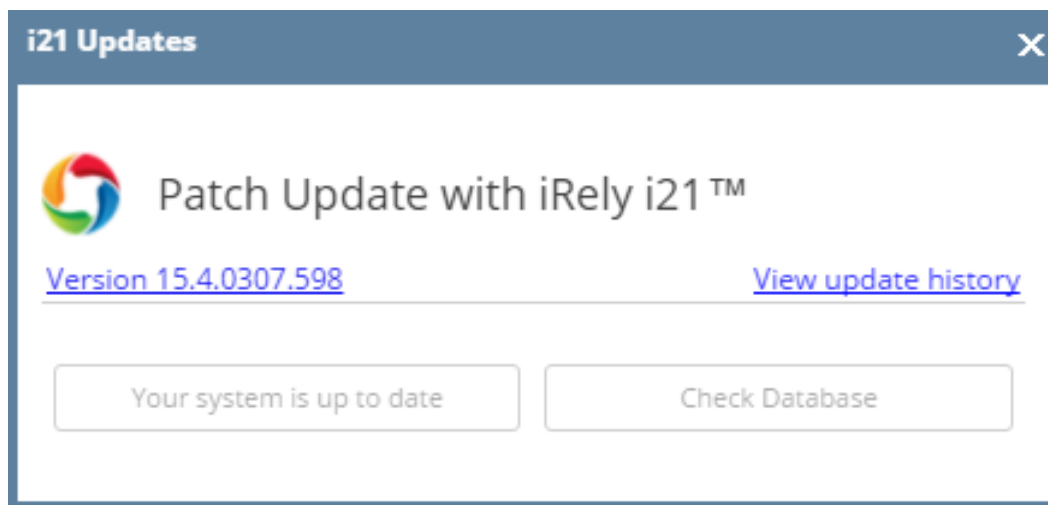 i21 Updates
Patch Update with iRely i21™
Version 15.4.0307.598 View update history
Your system is up to date Check Database